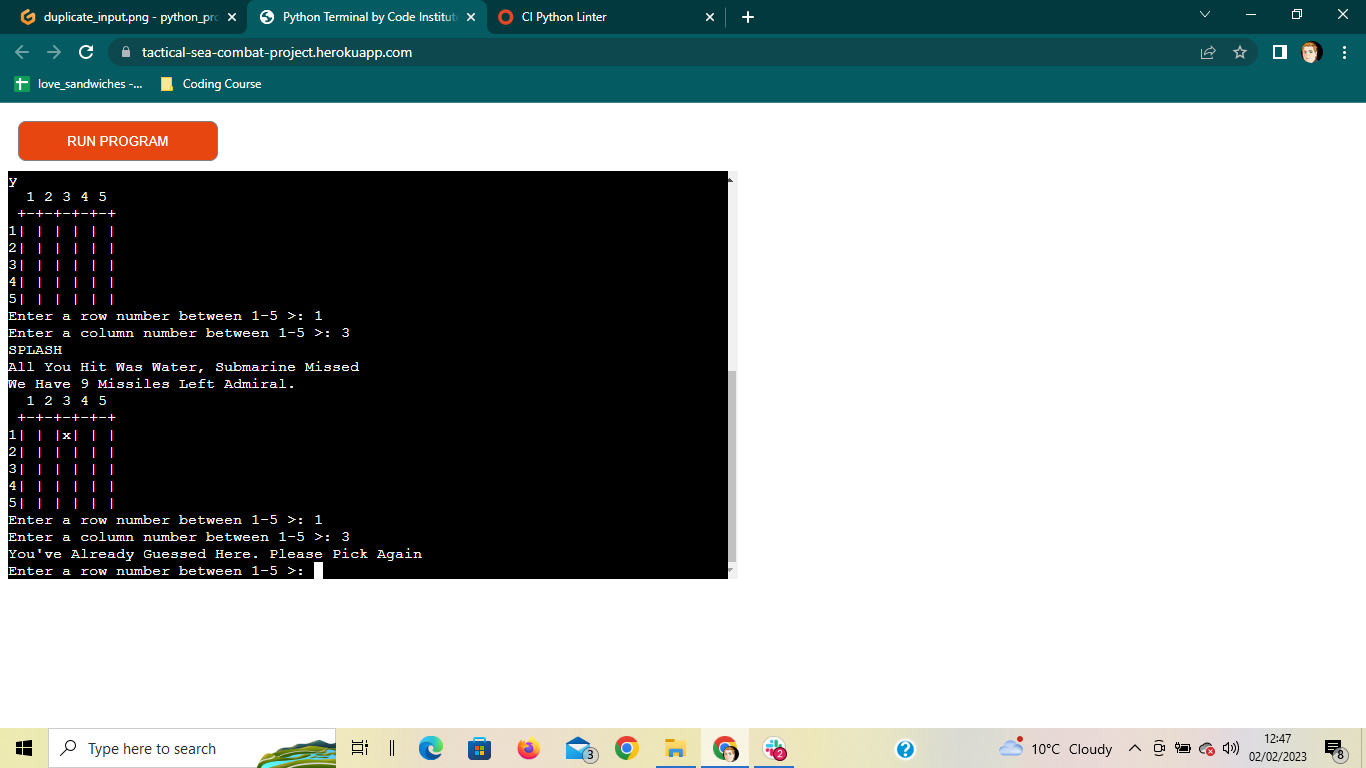 duplicate_input.png - python_pro
Python Terminal by Code Institute
CI Python Linter
tactical-sea-combat-project.herokuapp.com
love_sandwiches -...
Coding Course
RUN PROGRAM
y
  1 2 3 4 5
 +-+-+-+-+-+
1| | | | | |
2| | | | | |
3| | | | | |
4| | | | | |
5| | | | | |
Enter a row number between 1-5 >: 1
Enter a column number between 1-5 >: 3
SPLASH
All You Hit Was Water, Submarine Missed
We Have 9 Missiles Left Admiral.
  1 2 3 4 5
 +-+-+-+-+-+
1| | |x| | |
2| | | | | |
3| | | | | |
4| | | | | |
5| | | | | |
Enter a row number between 1-5 >: 1
Enter a column number between 1-5 >: 3
You've Already Guessed Here. Please Pick Again
Enter a row number between 1-5 >:
Type here to search
3
2
10°C Cloudy
12:47
02/02/2023
8